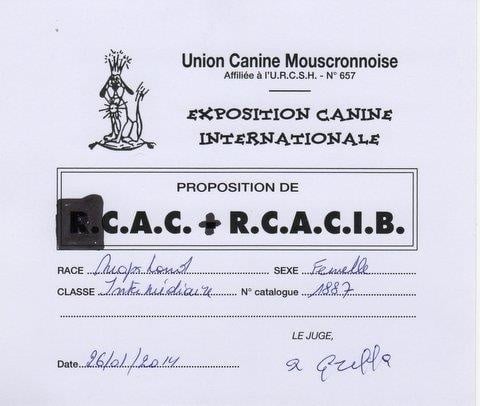 Union Canine Mouscronnoise
Affiliée à l'U.R.C.S.H. - N° 657
EXPOSITION CANINE
INTERNATIONALE
PROPOSITION DE
R.C.A.C. + R.C.A.C.I.B.
RACE SEXE Femelle
CLASSE Intermédiaire N° catalogue 1887
LE JUGE,
Date 26/01/2014